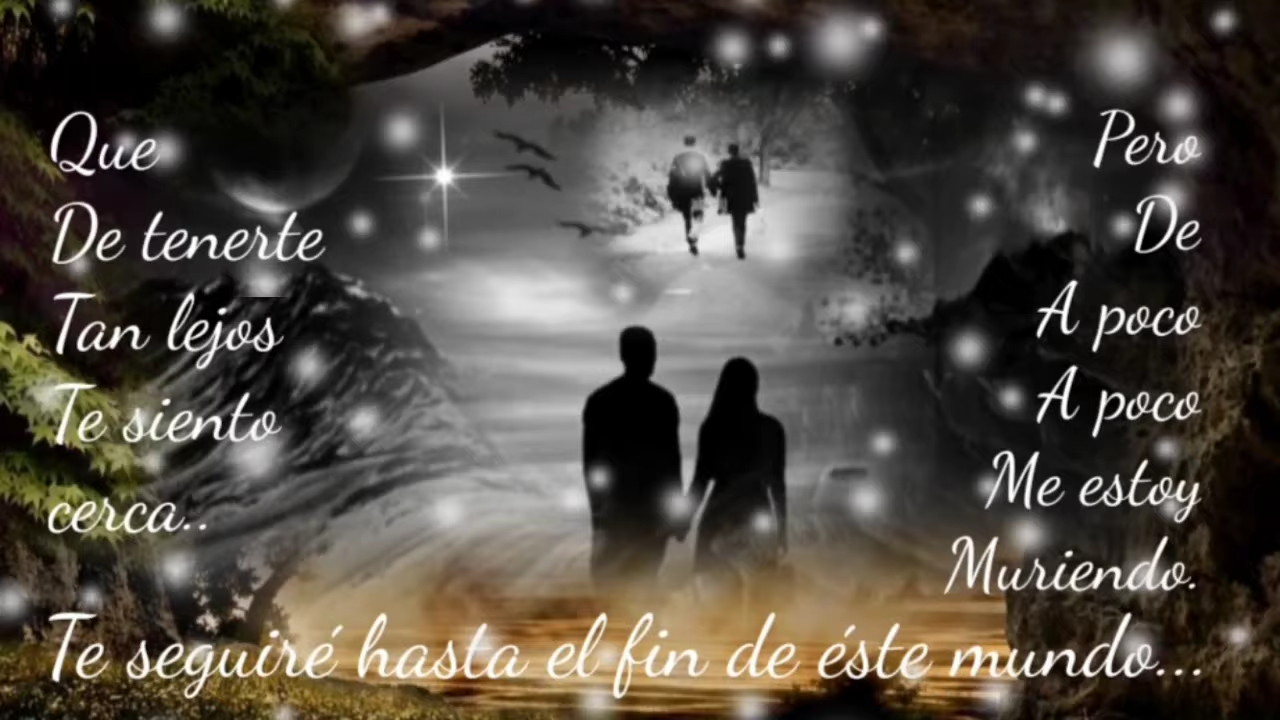 Que
De tenerte
Tan lejos
Te siento
cerca..
Pero
De
A poco
A poco
Me estoy
Muriendo.
Te seguiré hasta el fin de éste mundo...